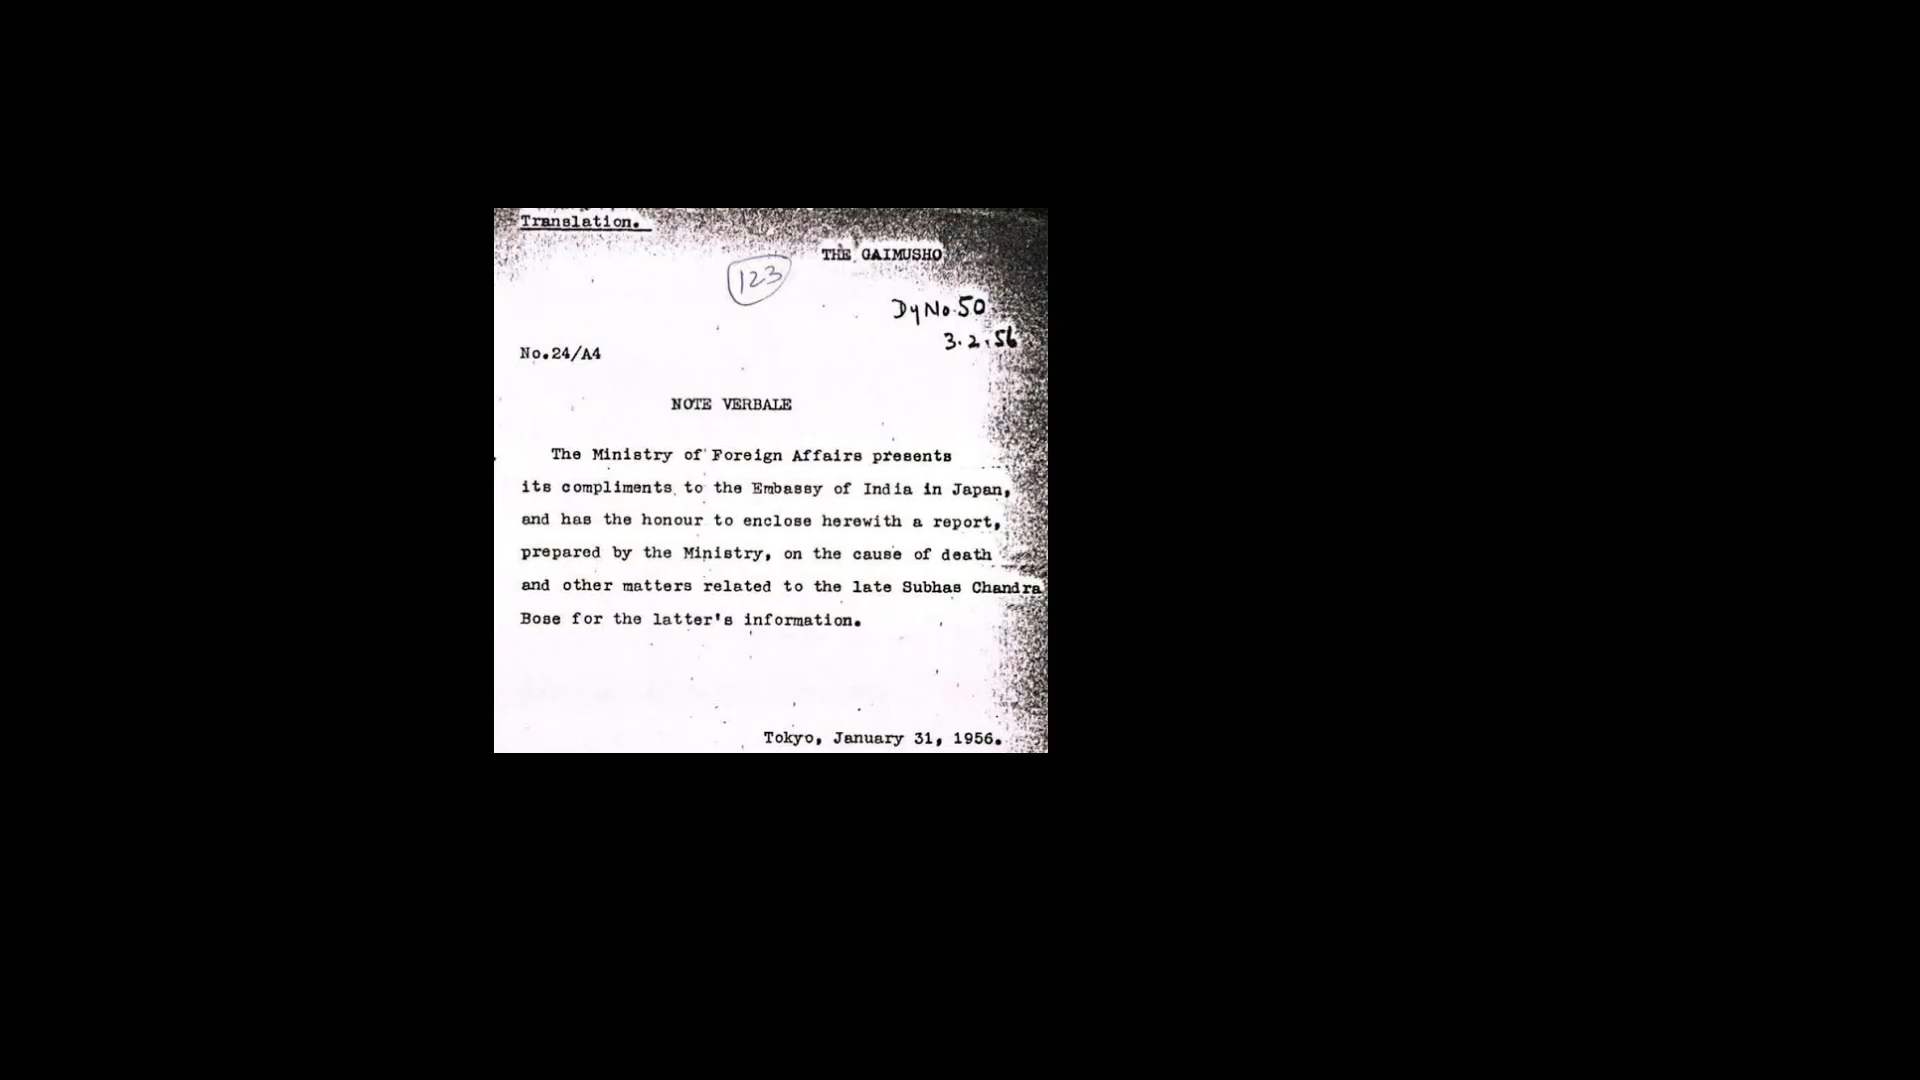 Translation.
THE GAIMUSHO
123
Dy No. 50
3.2.56
No.24/A4
NOTE VERBALE
The Ministry of Foreign Affairs presents
its compliments to the Embassy of India in Japan,
and has the honour to enclose herewith a report,
prepared by the Ministry, on the cause of death
and other matters related to the late Subhas Chandra
Bose for the latter's information.
Tokyo, January 31, 1956.